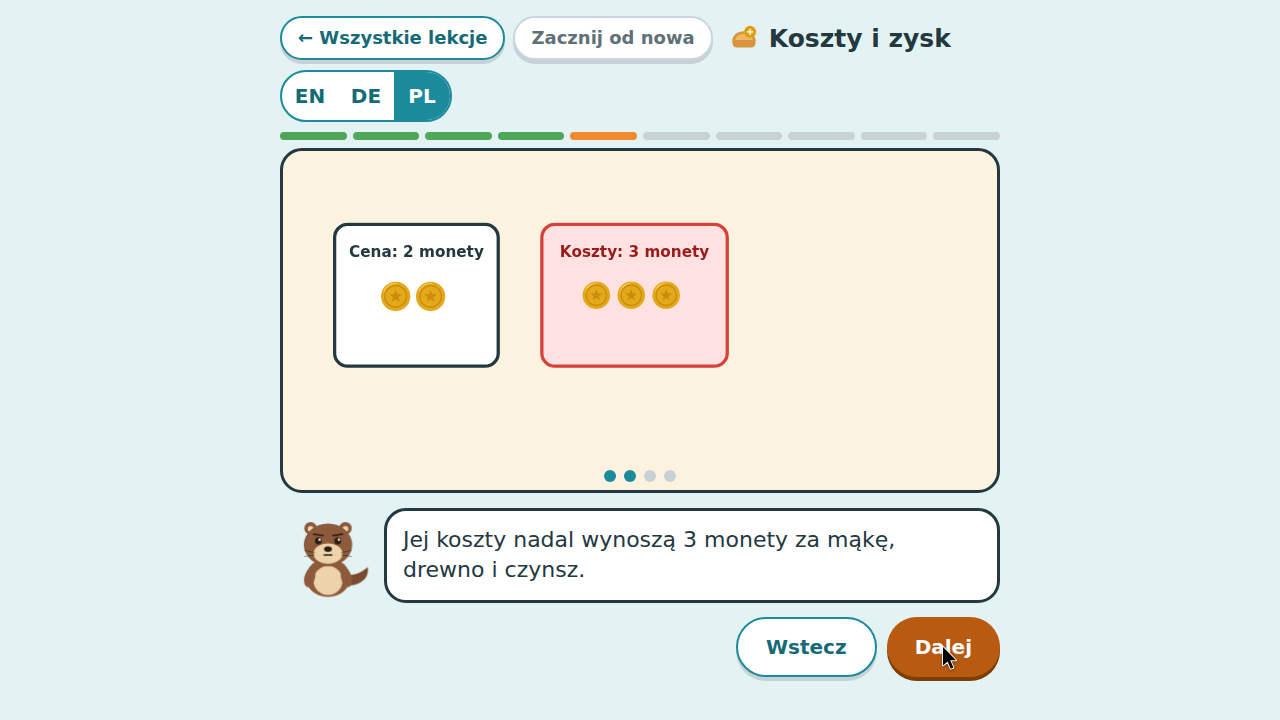 ← Wszystkie lekcje
Zacznij od nowa
Koszty i zysk
EN DE PL
Cena: 2 monety
Koszty: 3 monety
Jej koszty nadal wynoszą 3 monety za mąkę,
drewno i czynsz.
Wstecz
Dalej